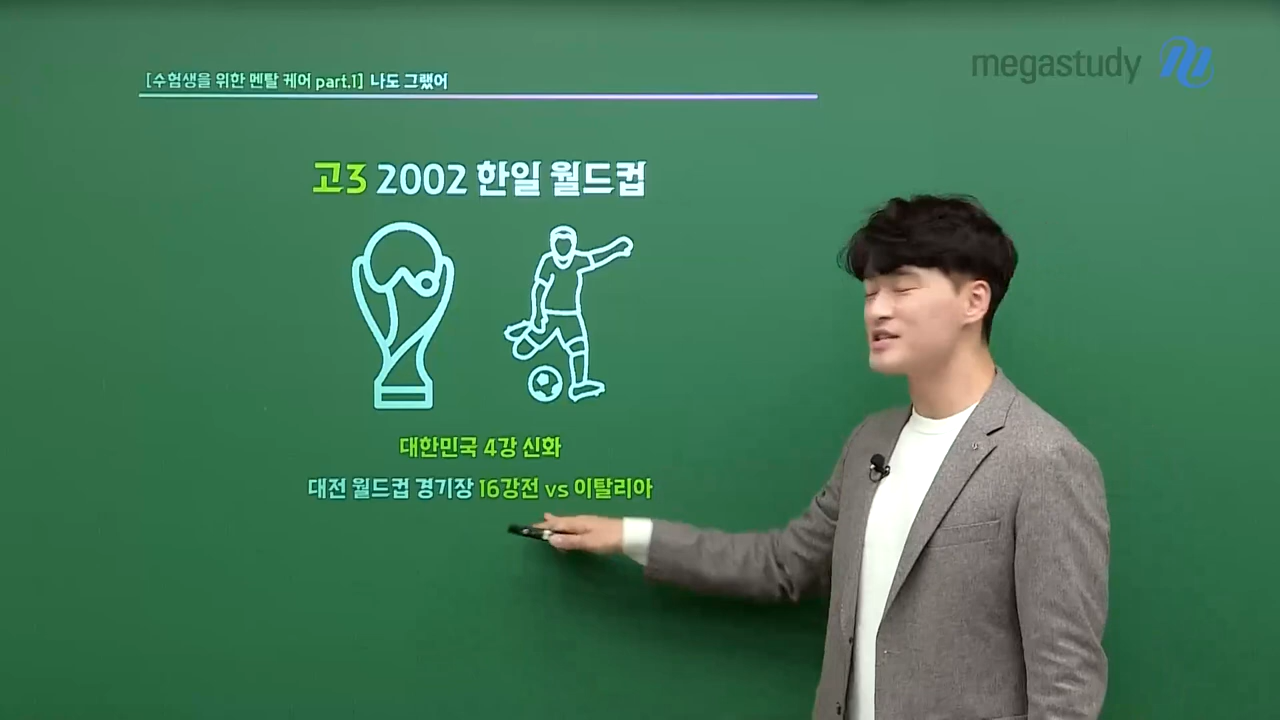 megastudy
[수험생을 위한 멘탈 케어 part.1] 나도 그랬어
고3 2002 한일 월드컵
대한민국 4강 신화
대전 월드컵 경기장 16강전 vs 이탈리아